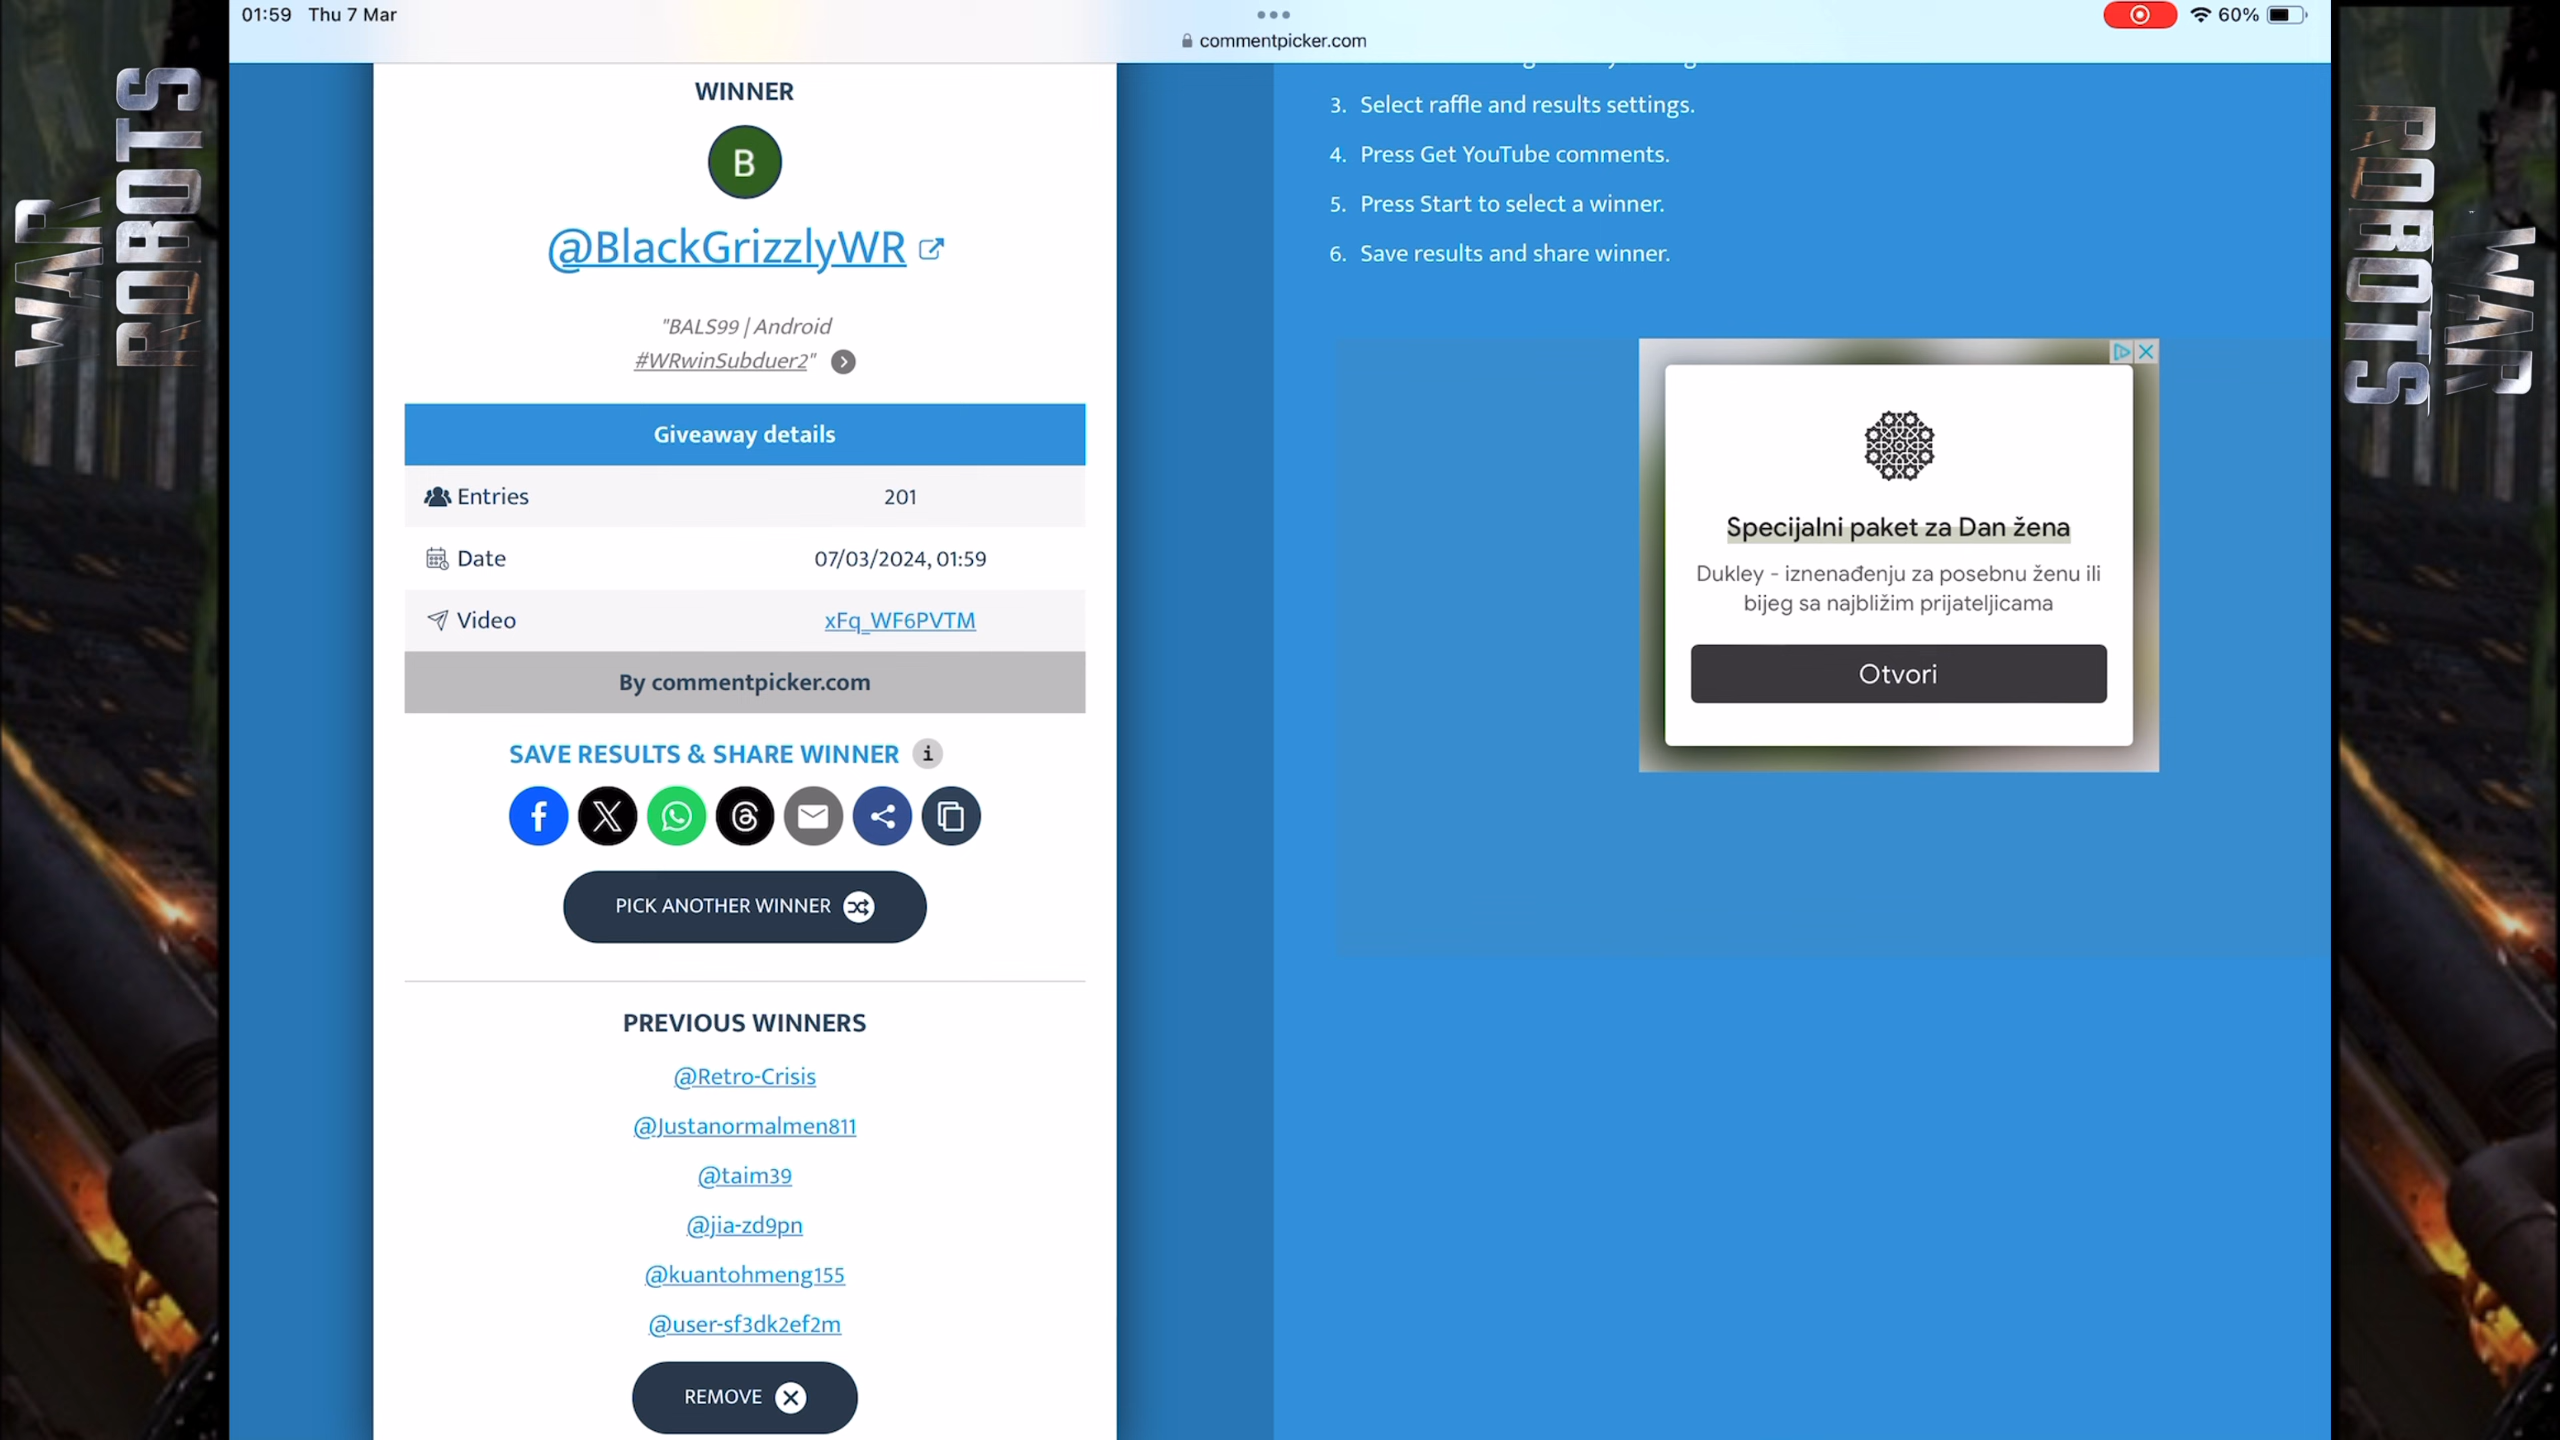 01:59 Thu 7 Mar
60%
commentpicker.com
WAR
ROBOTS
WINNER
B
@BlackGrizzlyWR
"BALS99 | Android
#WRwinSubduer2"
Giveaway details
Entries 201
Date 07/03/2024, 01:59
Video xFq_WF6PVTM
By commentpicker.com
SAVE RESULTS & SHARE WINNER i
PICK ANOTHER WINNER
PREVIOUS WINNERS
@Retro-Crisis
@Justanormalmen811
@taim39
@jia-zd9pn
@kuantohmeng155
@user-sf3dk2ef2m
REMOVE
3. Select raffle and results settings.
4. Press Get YouTube comments.
5. Press Start to select a winner.
6. Save results and share winner.
Specijalni paket za Dan žena
Dukley - iznenađenju za posebnu ženu ili
bijeg sa najbližim prijateljicama
Otvori
WAR
ROBOTS